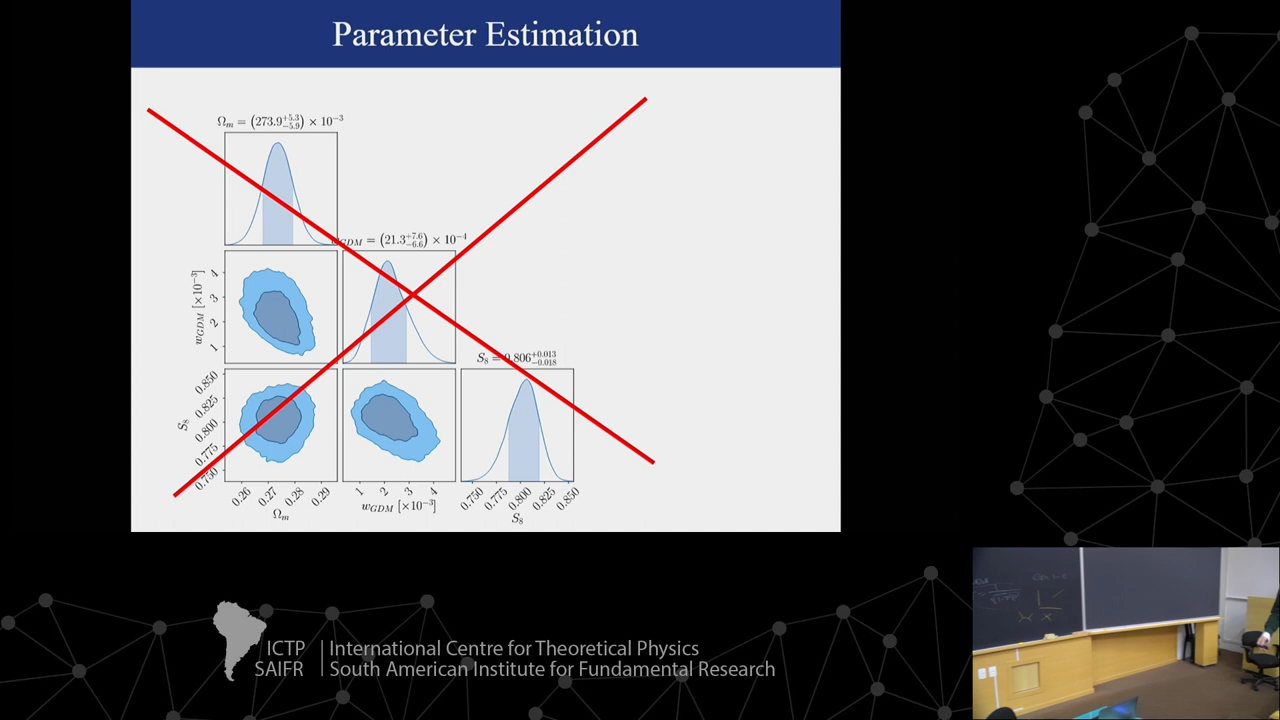 Parameter Estimation
Ωₘ = (273.9⁺⁵·³₋₅.₉) × 10⁻³
GDM = (21.3⁺⁷·⁶₋₆.₆) × 10⁻⁴
w_GDM [×10⁻³]
4
3
2
1
S₈ = 0.806⁺⁰·⁰¹³₋₀.₀₁₈
S₈
0.850
0.825
0.800
0.775
0.750
0.26 0.27 0.28 0.29
Ωₘ
1 2 3 4
w_GDM [×10⁻³]
0.750 0.775 0.800 0.825 0.850
S₈
ICTP | International Centre for Theoretical Physics
SAIFR | South American Institute for Fundamental Research